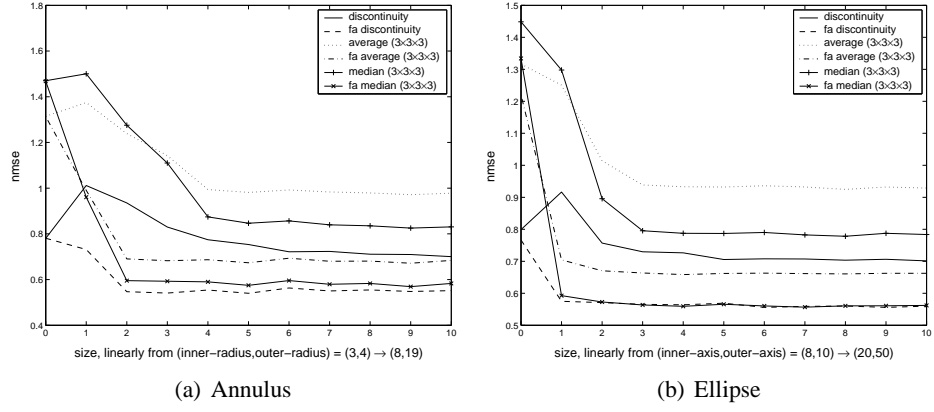 1.8
1.6
1.4
1.2
1
0.8
0.6
0.4
nmse
0 1 2 3 4 5 6 7 8 9 10
discontinuity
fa discontinuity
average (3×3×3)
fa average (3×3×3)
median (3×3×3)
fa median (3×3×3)
size, linearly from (inner−radius,outer−radius) = (3,4) → (8,19)
(a) Annulus
1.5
1.4
1.3
1.2
1.1
1
0.9
0.8
0.7
0.6
0.5
nmse
0 1 2 3 4 5 6 7 8 9 10
discontinuity
fa discontinuity
average (3×3×3)
fa average (3×3×3)
median (3×3×3)
fa median (3×3×3)
size, linearly from (inner−axis,outer−axis) = (8,10) → (20,50)
(b) Ellipse